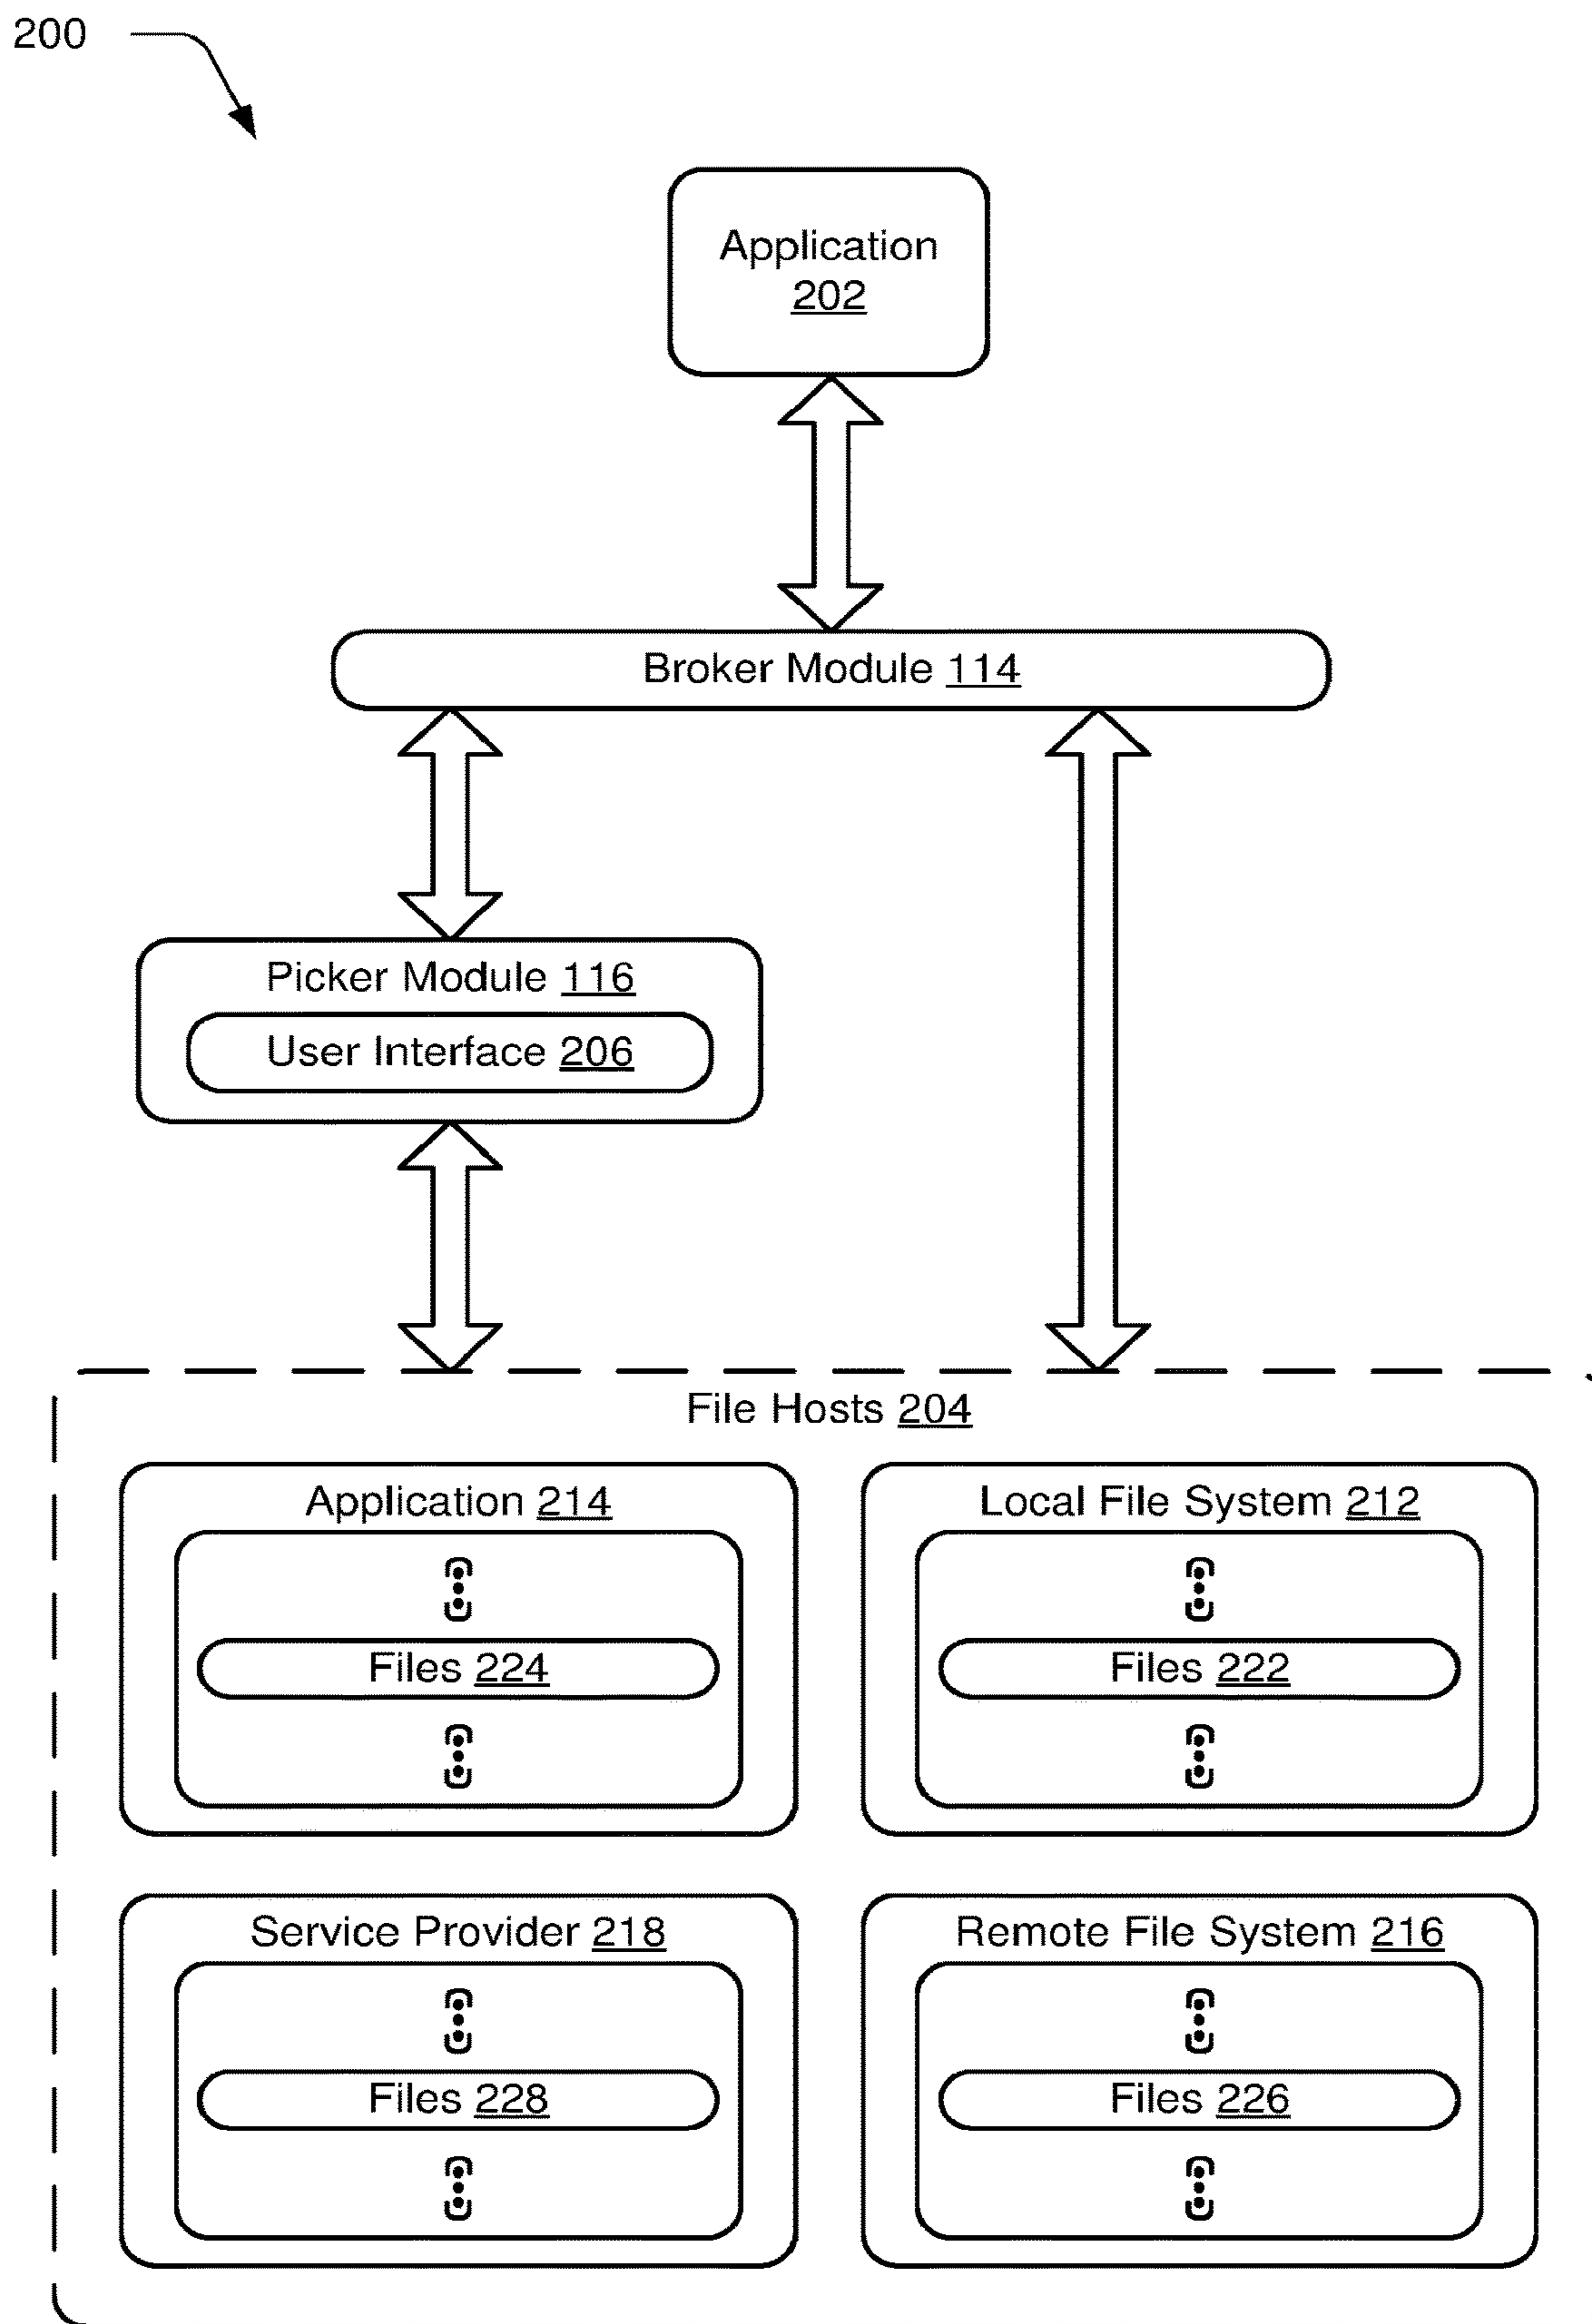 200
Application
202
Broker Module 114
Picker Module 116
User Interface 206
File Hosts 204
Application 214
Files 224
Local File System 212
Files 222
Service Provider 218
Files 228
Remote File System 216
Files 226